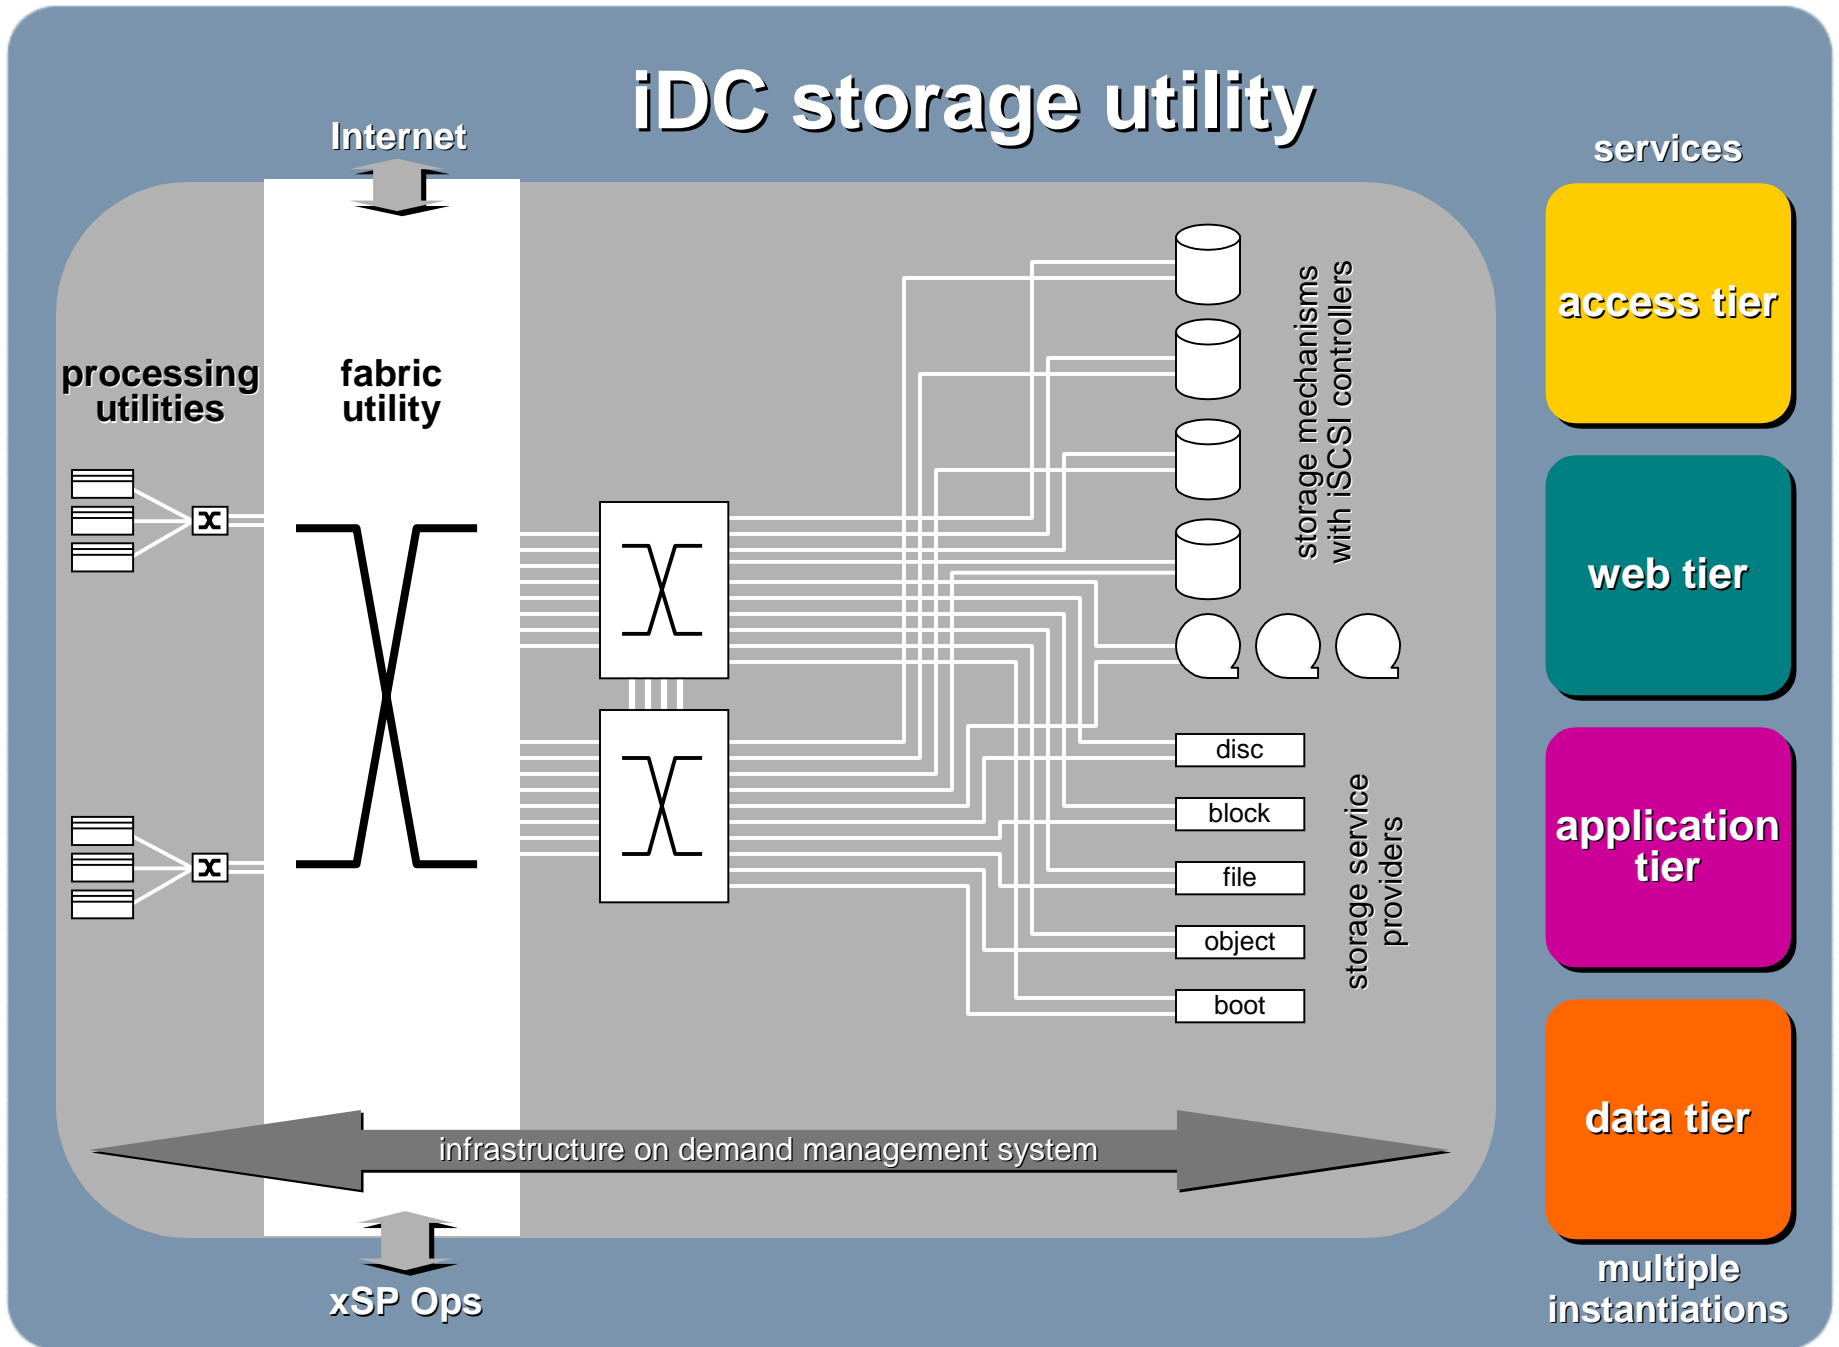 iDC storage utility
Internet
services
processing
utilities
fabric
utility
storage mechanisms
with iSCSI controllers
disc
block
file
object
boot
storage service
providers
infrastructure on demand management system
xSP Ops
access tier
web tier
application
tier
data tier
multiple
instantiations